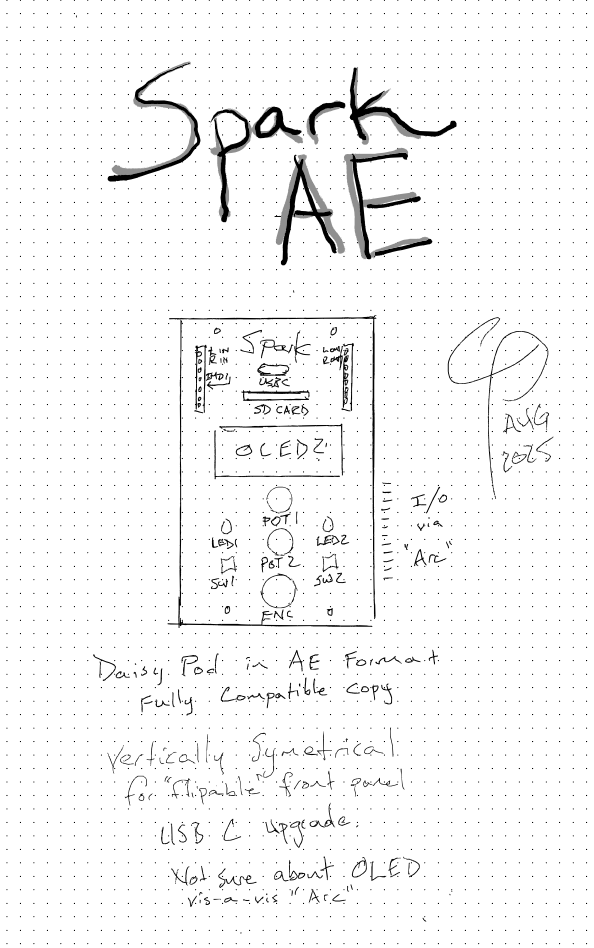 Spark
AE
Spark
L IN
R IN
L OUT
R OUT
USBC
SD CARD
OLED?
POT 1
LED1
LED2
POT 2
SW1
SW2
ENC
I/O
via
"Arc"
AUG
2025
Daisy Pod in AE Format
Fully Compatible copy
Vertically Symetrical
for "flipable" front panel
USB C upgrade.
Not sure about OLED
vis-a-vis "Arc"